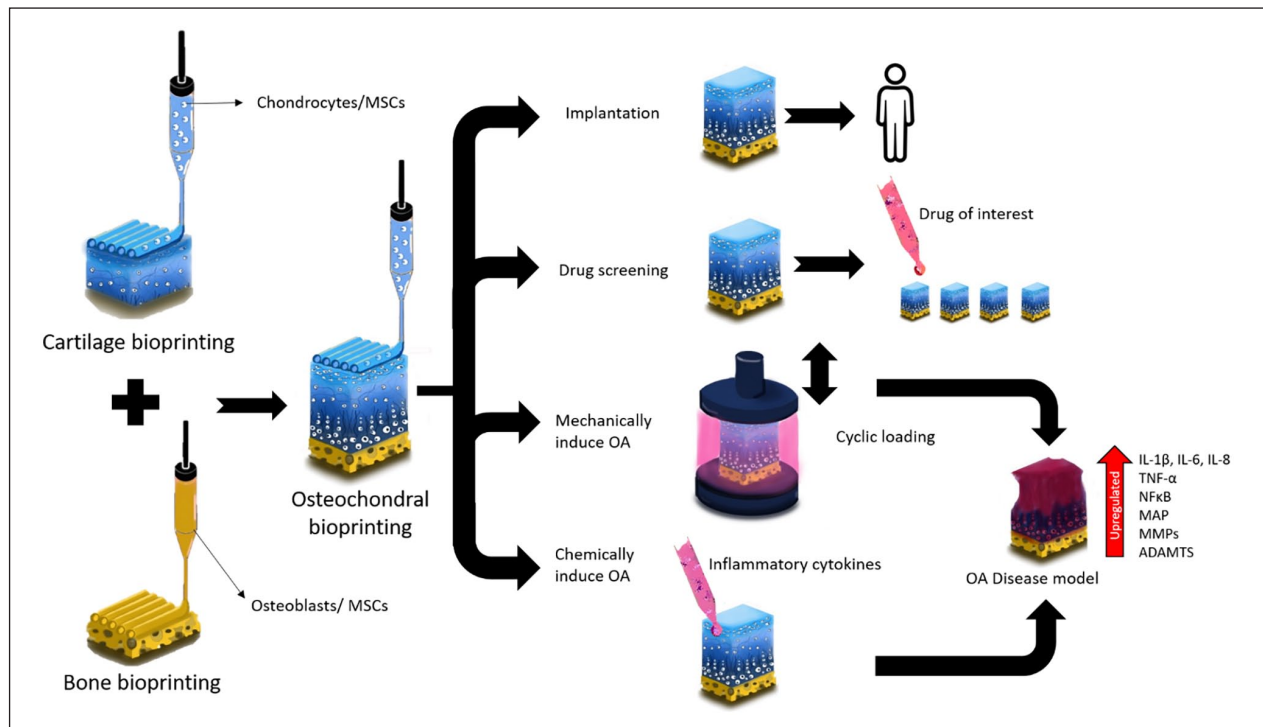 Chondrocytes/MSCs
Cartilage bioprinting
Osteoblasts/ MSCs
Bone bioprinting
Osteochondral
bioprinting
Implantation
Drug screening
Drug of interest
Mechanically
induce OA
Cyclic loading
Chemically
induce OA
Inflammatory cytokines
OA Disease model
Upregulated
IL-1β, IL-6, IL-8
TNF-α
NFκB
MAP
MMPs
ADAMTS